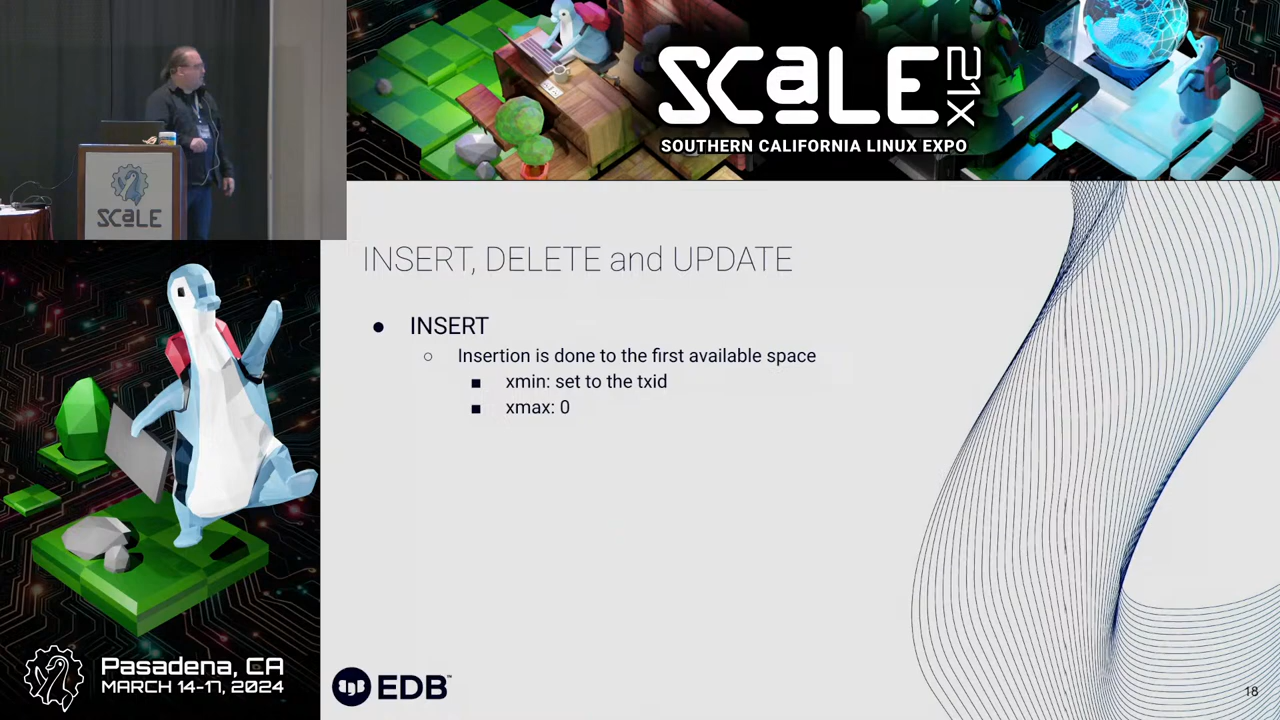 SCaLE 21X
SOUTHERN CALIFORNIA LINUX EXPO
SCaLE
INSERT, DELETE and UPDATE
● INSERT
○ Insertion is done to the first available space
■ xmin: set to the txid
■ xmax: 0
Pasadena, CA
MARCH 14-17, 2024
EDB™
18